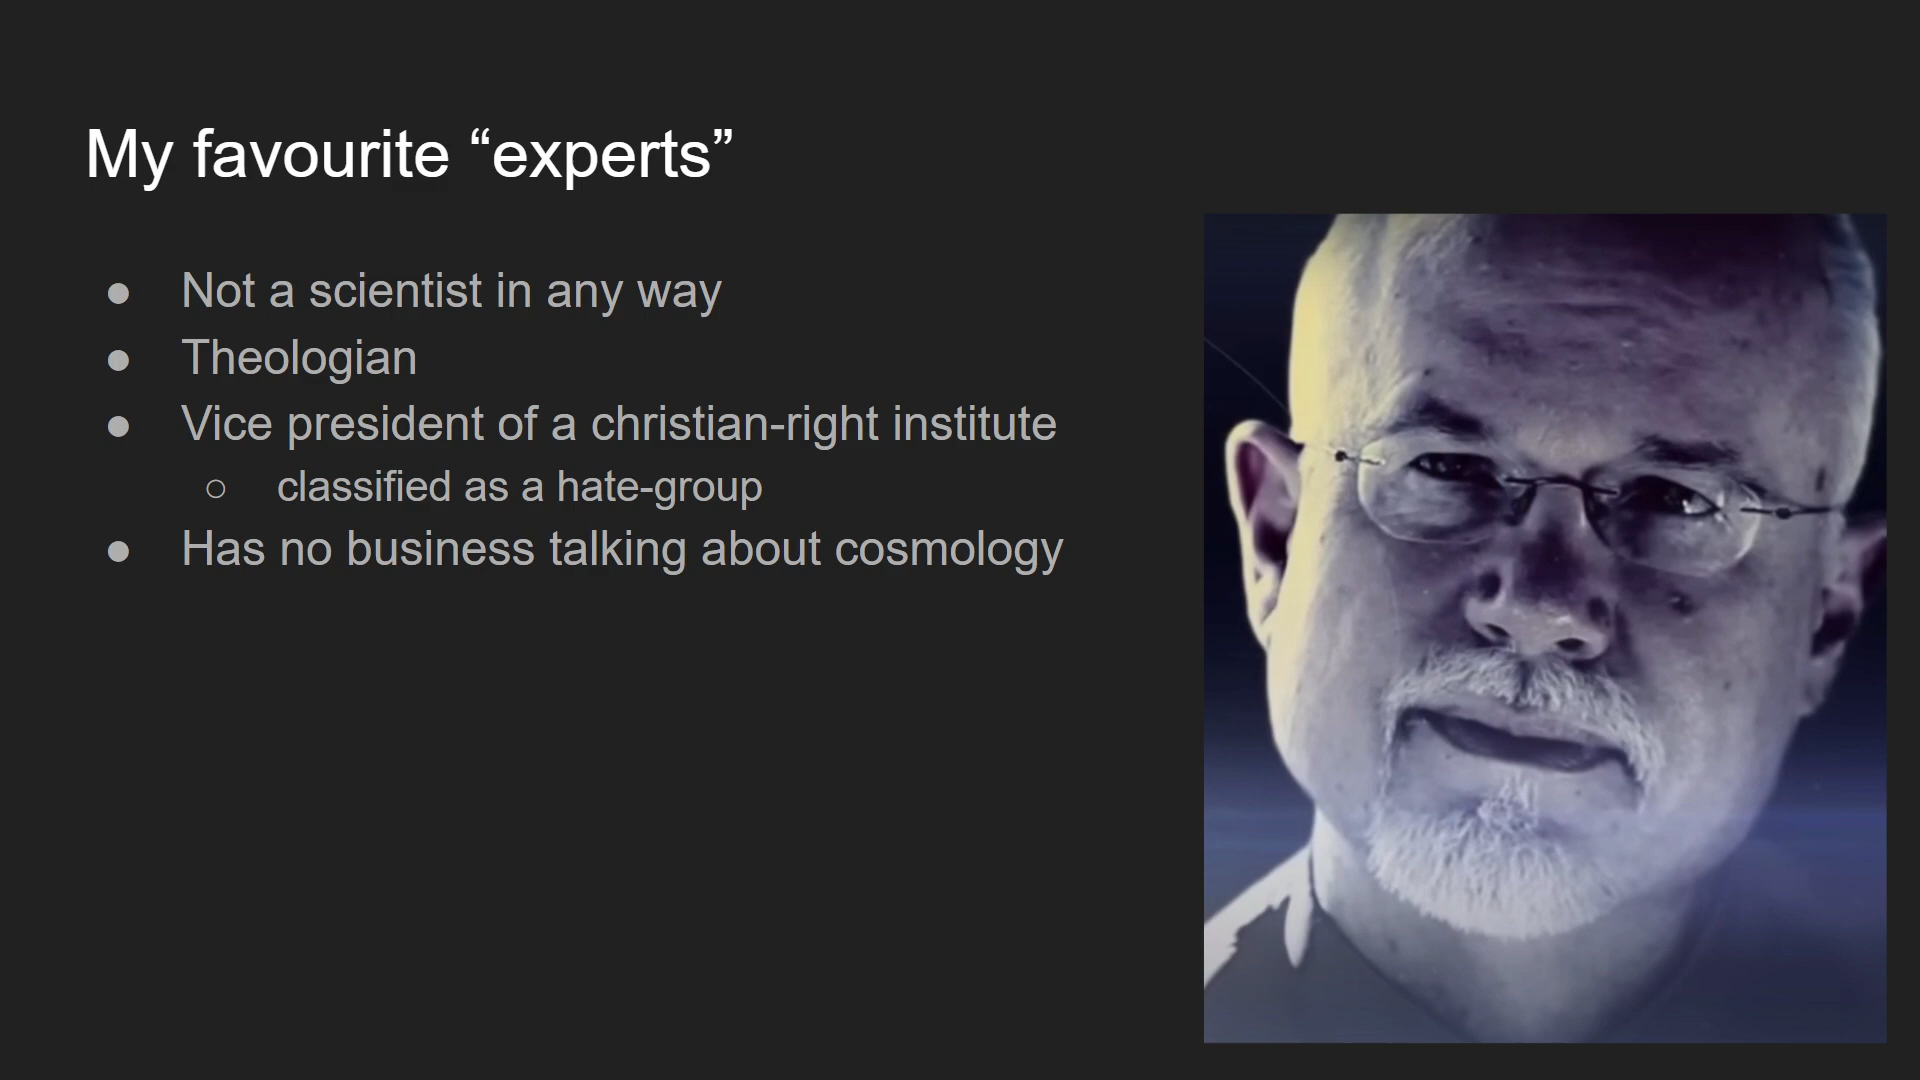 My favourite “experts”
● Not a scientist in any way
● Theologian
● Vice president of a christian-right institute
○ classified as a hate-group
● Has no business talking about cosmology